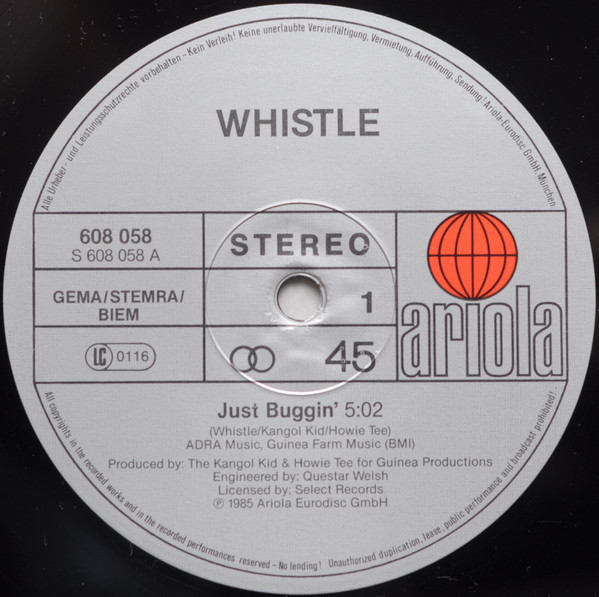 Alle Urheber- und Leistungsschutzrechte vorbehalten - Kein Verleih! Keine unerlaubte Vervielfältigung, Vermietung, Aufführung, Sendung! Ariola-Eurodisc GmbH, München.
WHISTLE
608 058
S 608 058 A
STEREO
GEMA/STEMRA/
BIEM
1
LC 0116
45
ariola
Just Buggin' 5:02
(Whistle/Kangol Kid/Howie Tee)
ADRA Music, Guinea Farm Music (BMI)
Produced by: The Kangol Kid & Howie Tee for Guinea Productions
Engineered by: Questar Welsh
Licensed by: Select Records
℗ 1985 Ariola Eurodisc GmbH
All copyrights in the recorded works and in the recorded performances reserved - No lending! Unauthorized duplication, lease, public performance and broadcast prohibited!